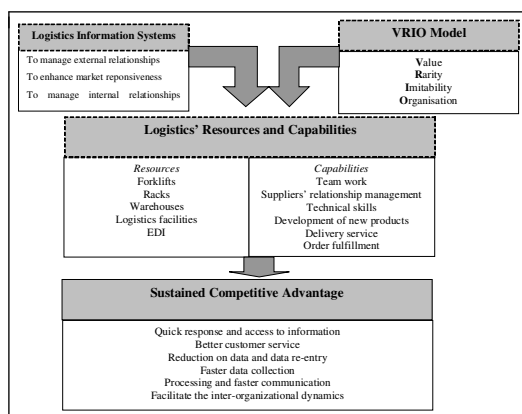 Logistics Information Systems
To manage external relationships
To enhance market reponsiveness
To manage internal relationships
VRIO Model
Value
Rarity
Imitability
Organisation
Logistics' Resources and Capabilities
Resources
Forklifts
Racks
Warehouses
Logistics facilities
EDI
Capabilities
Team work
Suppliers' relationship management
Technical skills
Development of new products
Delivery service
Order fulfillment
Sustained Competitive Advantage
Quick response and access to information
Better customer service
Reduction on data and data re-entry
Faster data collection
Processing and faster communication
Facilitate the inter-organizational dynamics